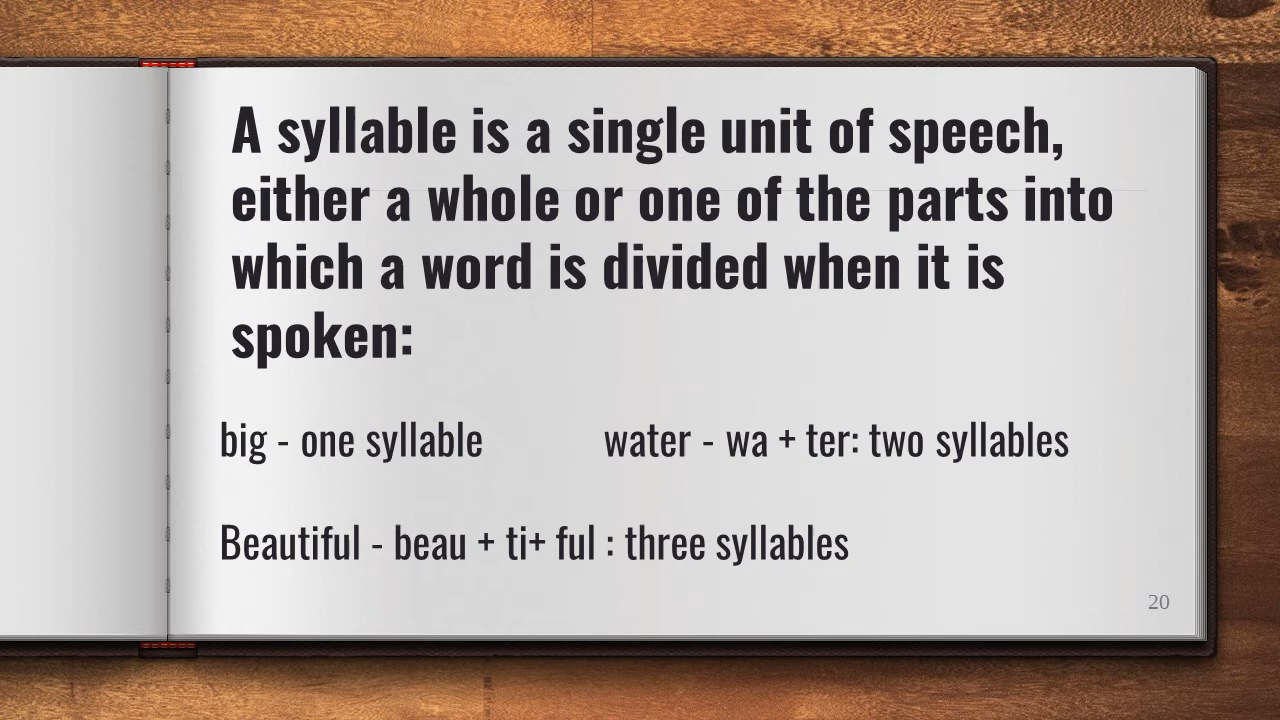 A syllable is a single unit of speech,
either a whole or one of the parts into
which a word is divided when it is
spoken:
big - one syllable water - wa + ter: two syllables
Beautiful - beau + ti+ ful : three syllables
20